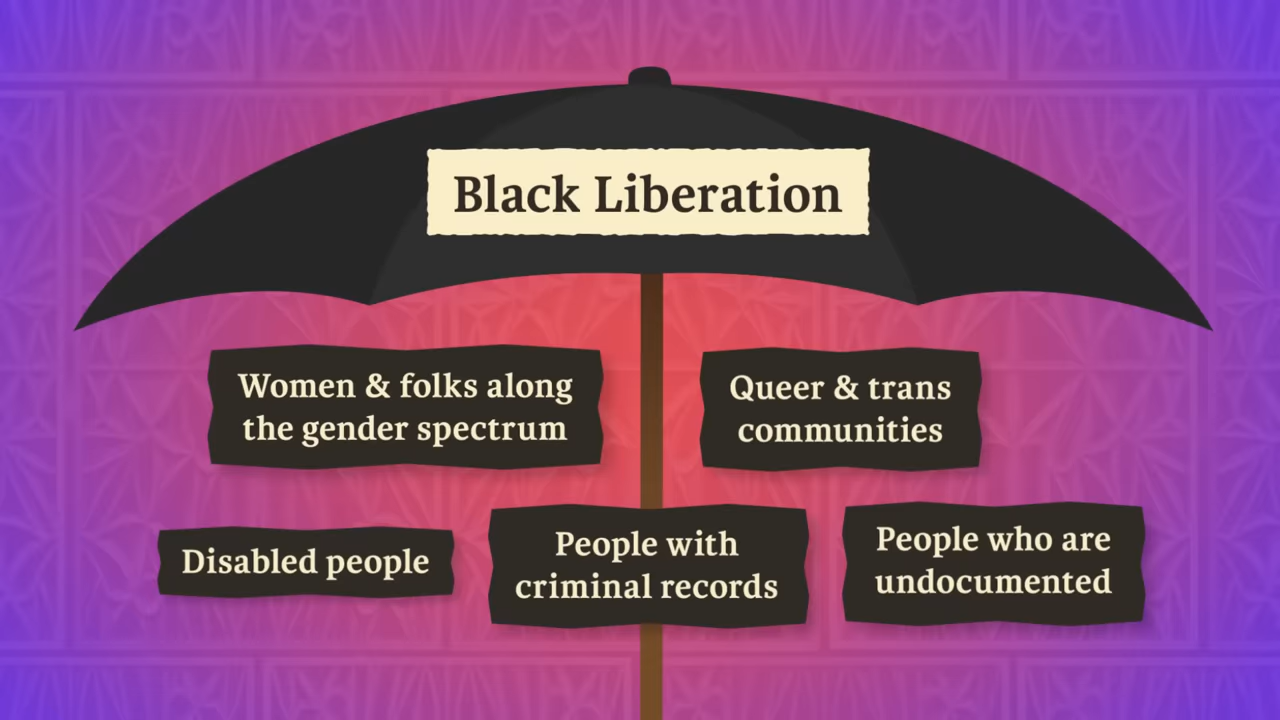 Black Liberation
Women & folks along
the gender spectrum
Queer & trans
communities
Disabled people
People with
criminal records
People who are
undocumented